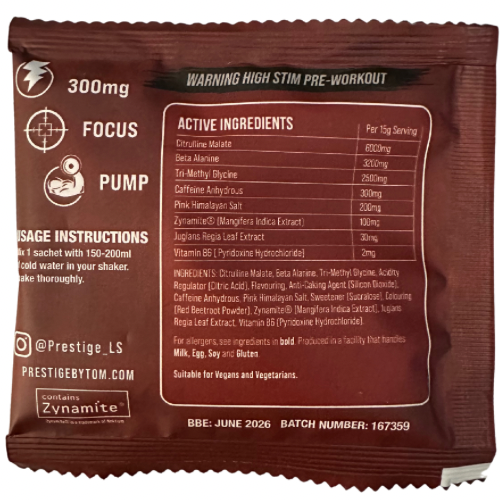 300mg
FOCUS
PUMP
USAGE INSTRUCTIONS
Mix 1 sachet with 150-200ml
of cold water in your shaker.
Shake thoroughly.
@Prestige_LS
PRESTIGEBYTOM.COM
contains
Zynamite®
Zynamite® is a trademark of Nektium
WARNING HIGH STIM PRE-WORKOUT
ACTIVE INGREDIENTS Per 15g Serving
Citrulline Malate 6000mg
Beta Alanine 3200mg
Tri-Methyl Glycine 2500mg
Caffeine Anhydrous 300mg
Pink Himalayan Salt 200mg
Zynamite® (Mangifera Indica Extract) 100mg
Juglans Regia Leaf Extract 30mg
Vitamin B6 (Pyridoxine Hydrochloride) 2mg
INGREDIENTS: Citrulline Malate, Beta Alanine, Tri-Methyl Glycine, Acidity
Regulator (Citric Acid), Flavouring, Anti-Caking Agent (Silicon Dioxide),
Caffeine Anhydrous, Pink Himalayan Salt, Sweetener (Sucralose), Colouring
(Red Beetroot Powder), Zynamite® (Mangifera Indica Extract), Juglans
Regia Leaf Extract, Vitamin B6 (Pyridoxine Hydrochloride).
For allergens, see ingredients in bold. Produced in a facility that handles
Milk, Egg, Soy and Gluten.
Suitable for Vegans and Vegetarians.
BBE: JUNE 2026 BATCH NUMBER: 167359